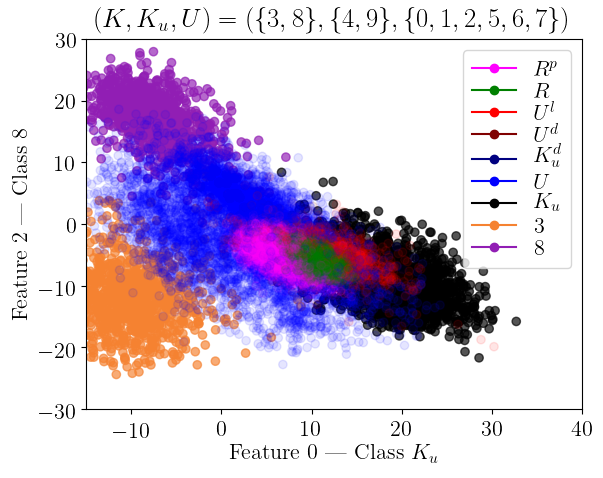 (K, K_u, U) = ({3, 8}, {4, 9}, {0, 1, 2, 5, 6, 7})
30
20
10
0
−10
−20
−30
Feature 2 — Class 8
−10
0
10
20
30
40
Feature 0 — Class K_u
R^p
R
U^l
U^d
K_u^d
U
K_u
3
8